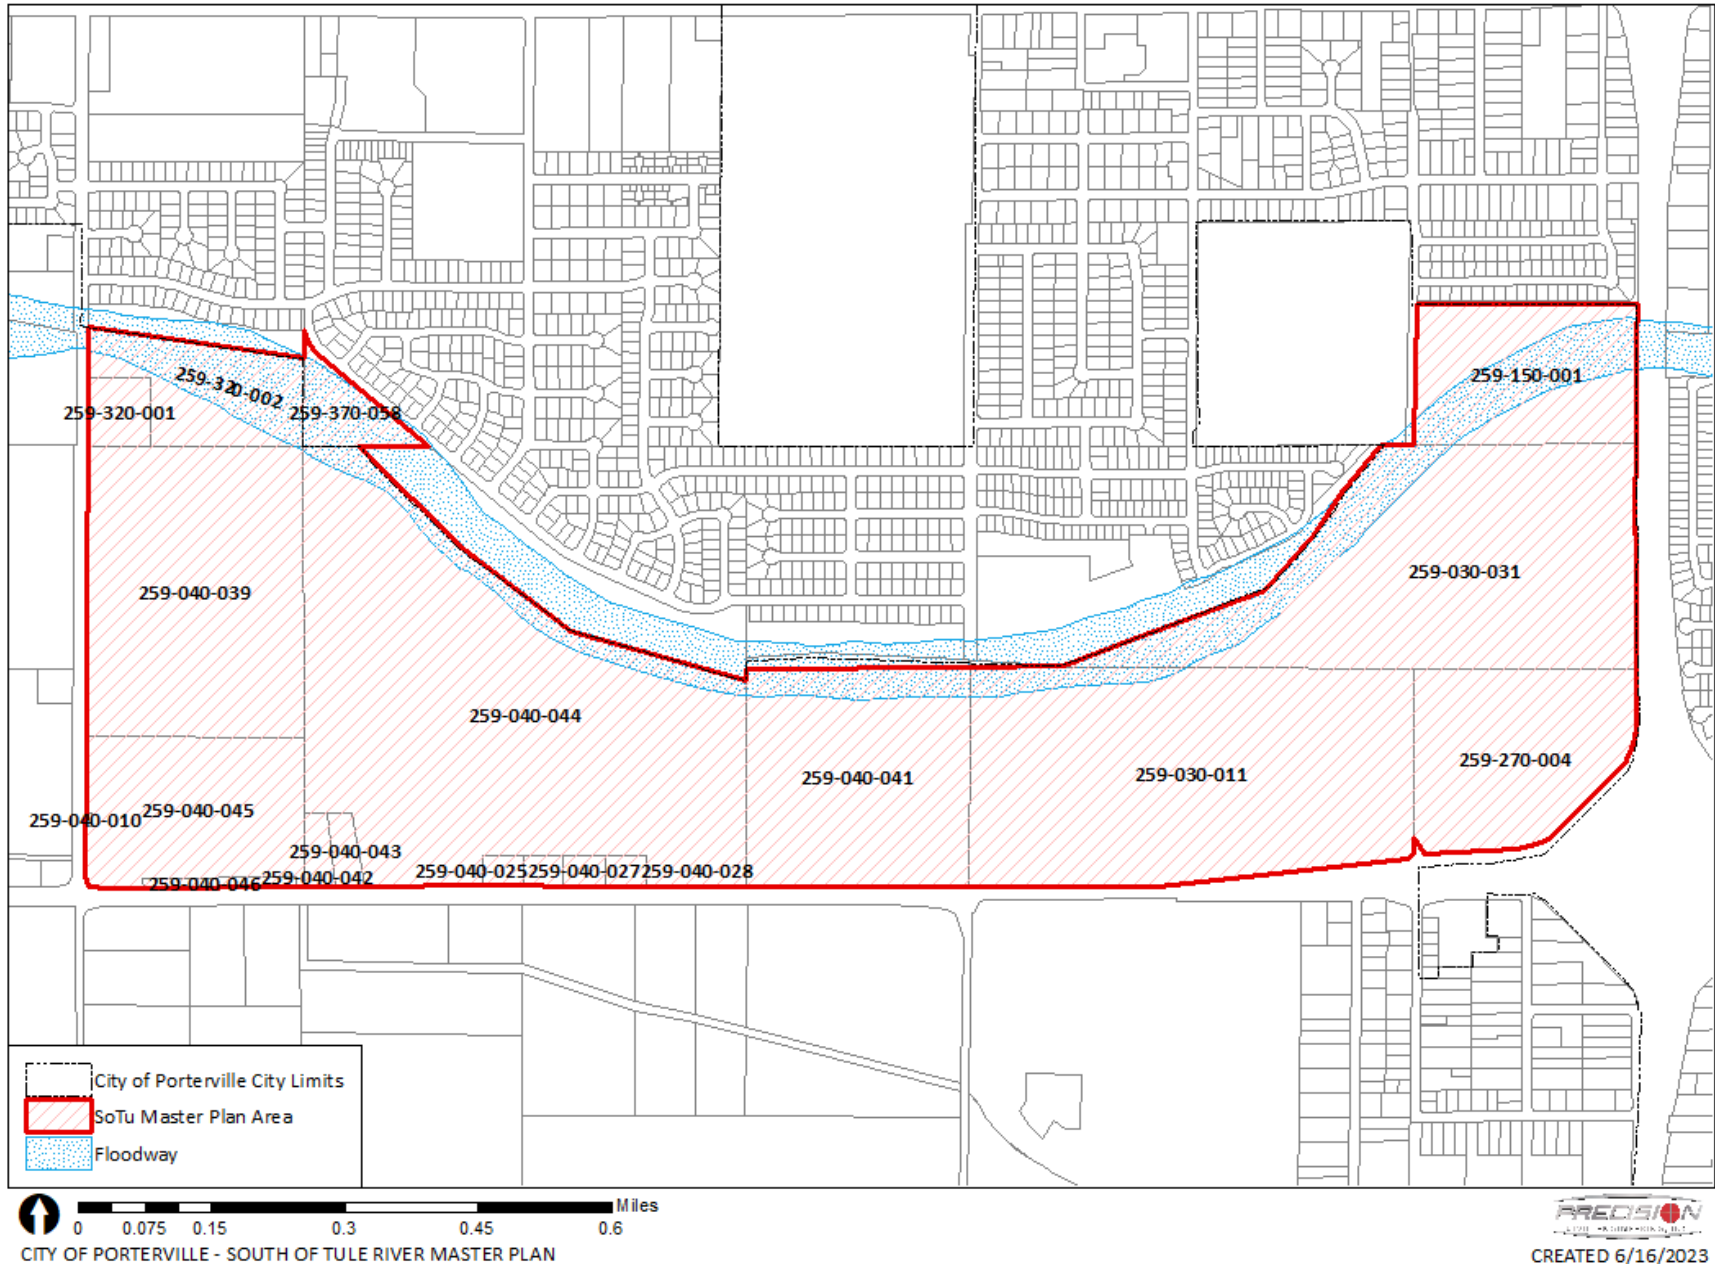 259-150-001
259-320-002
259-320-001
259-370-058
259-030-031
259-040-039
259-040-044
259-270-004
259-030-011
259-040-041
259-040-045
259-040-010
259-040-043
259-040-025
259-040-027
259-040-028
259-040-042
259-040-046
City of Porterville City Limits
SoTu Master Plan Area
Floodway
Miles
0 0.075 0.15 0.3 0.45 0.6
CITY OF PORTERVILLE - SOUTH OF TULE RIVER MASTER PLAN
PRECISION
CREATED 6/16/2023